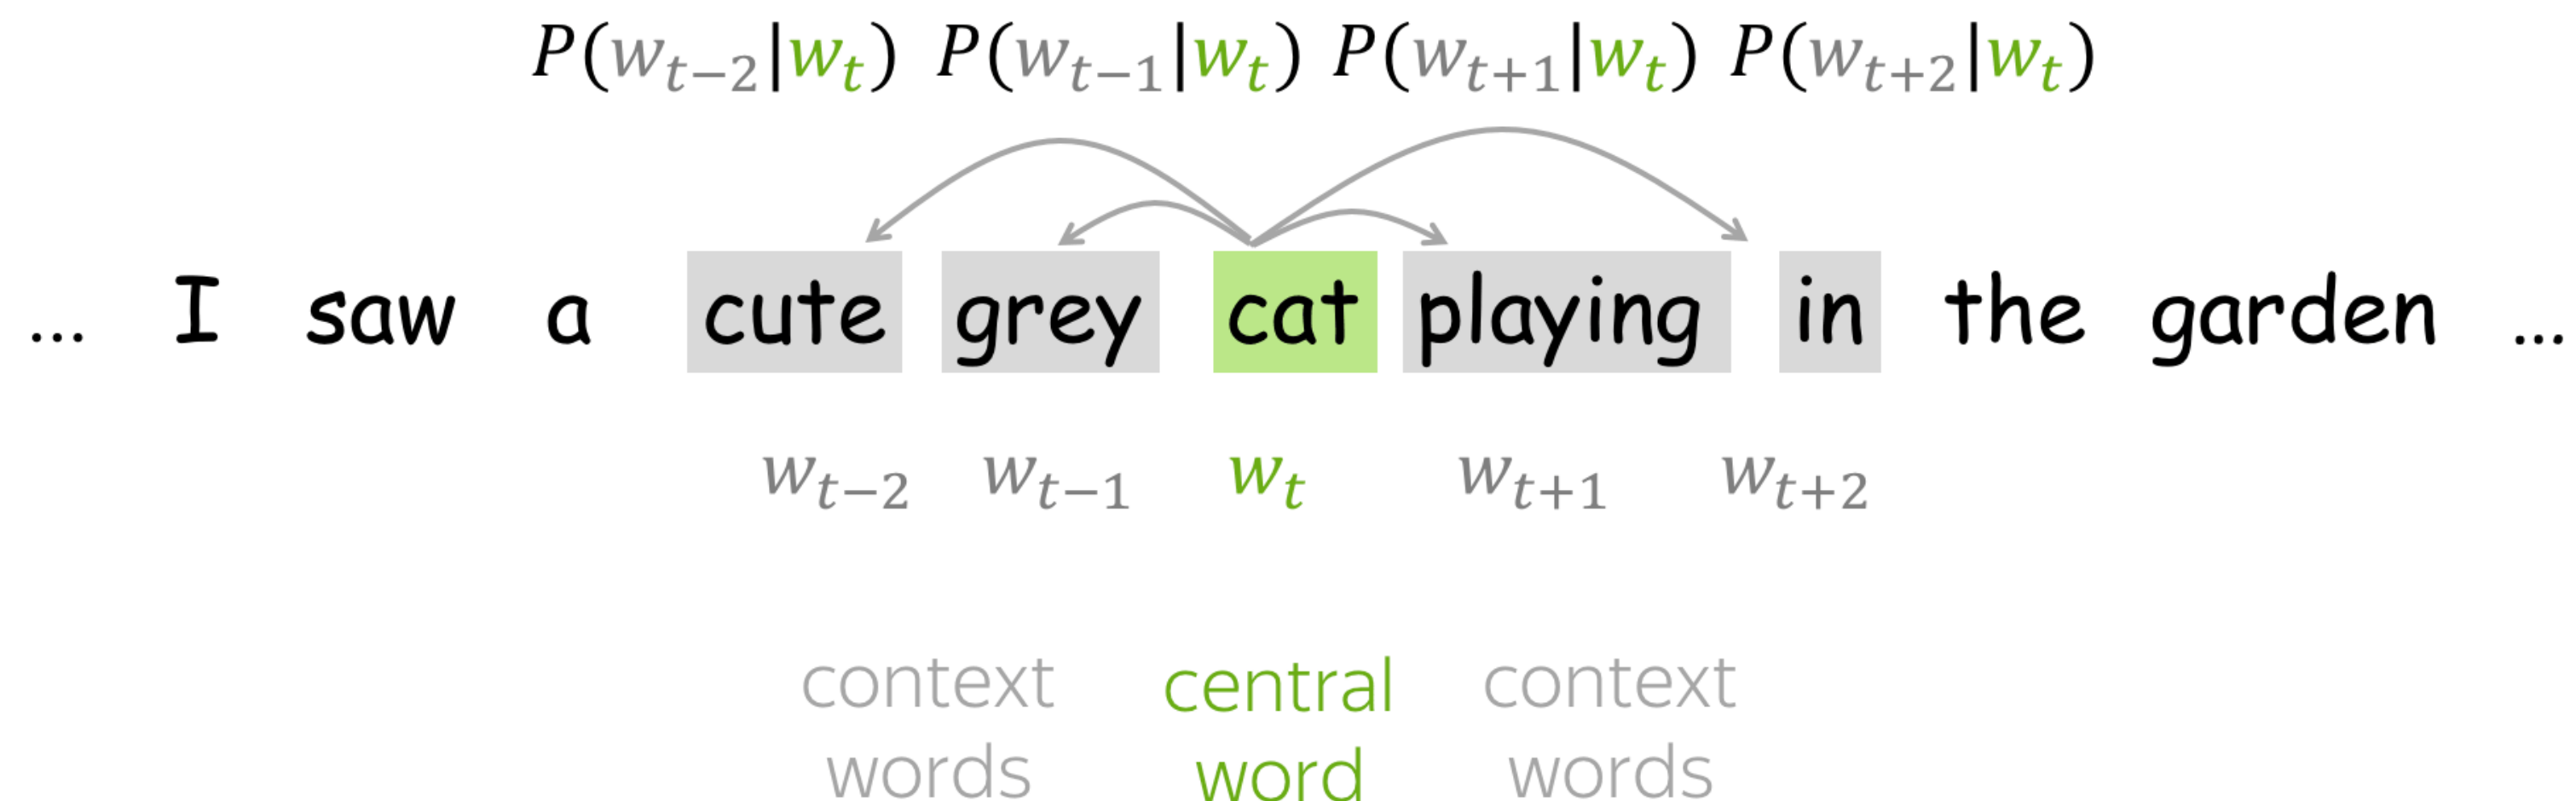 P(w_{t−2}|w_t) P(w_{t−1}|w_t) P(w_{t+1}|w_t) P(w_{t+2}|w_t)
... I saw a cute grey cat playing in the garden ...
w_{t−2} w_{t−1} w_t w_{t+1} w_{t+2}
context central context
words word words